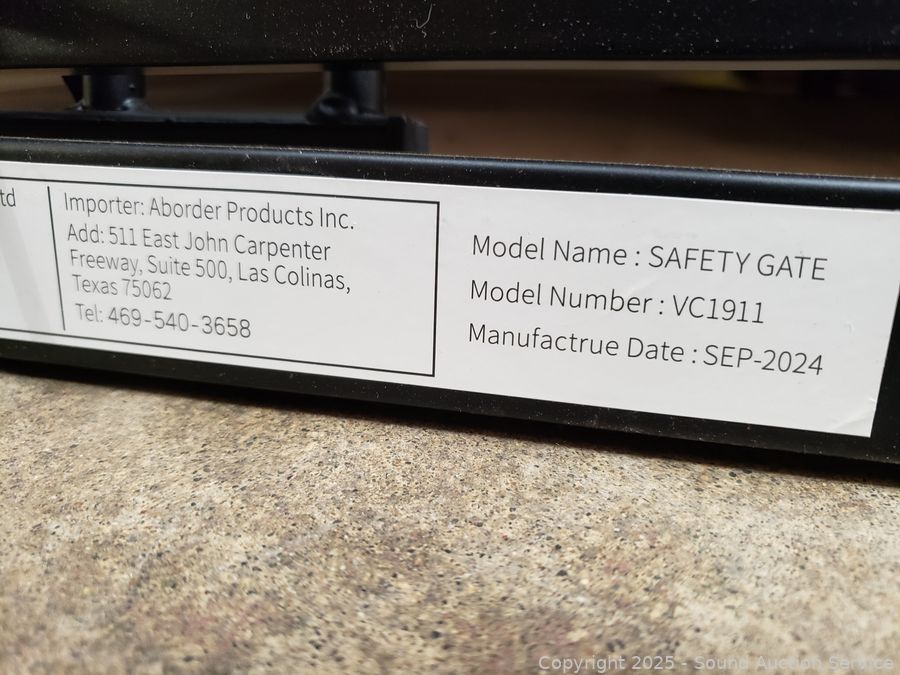 td
Importer: Aborder Products Inc.
Add: 511 East John Carpenter
Freeway, Suite 500, Las Colinas,
Texas 75062
Tel: 469-540-3658
Model Name : SAFETY GATE
Model Number : VC1911
Manufactrue Date : SEP-2024
Copyright 2025 - Sound Auction Service